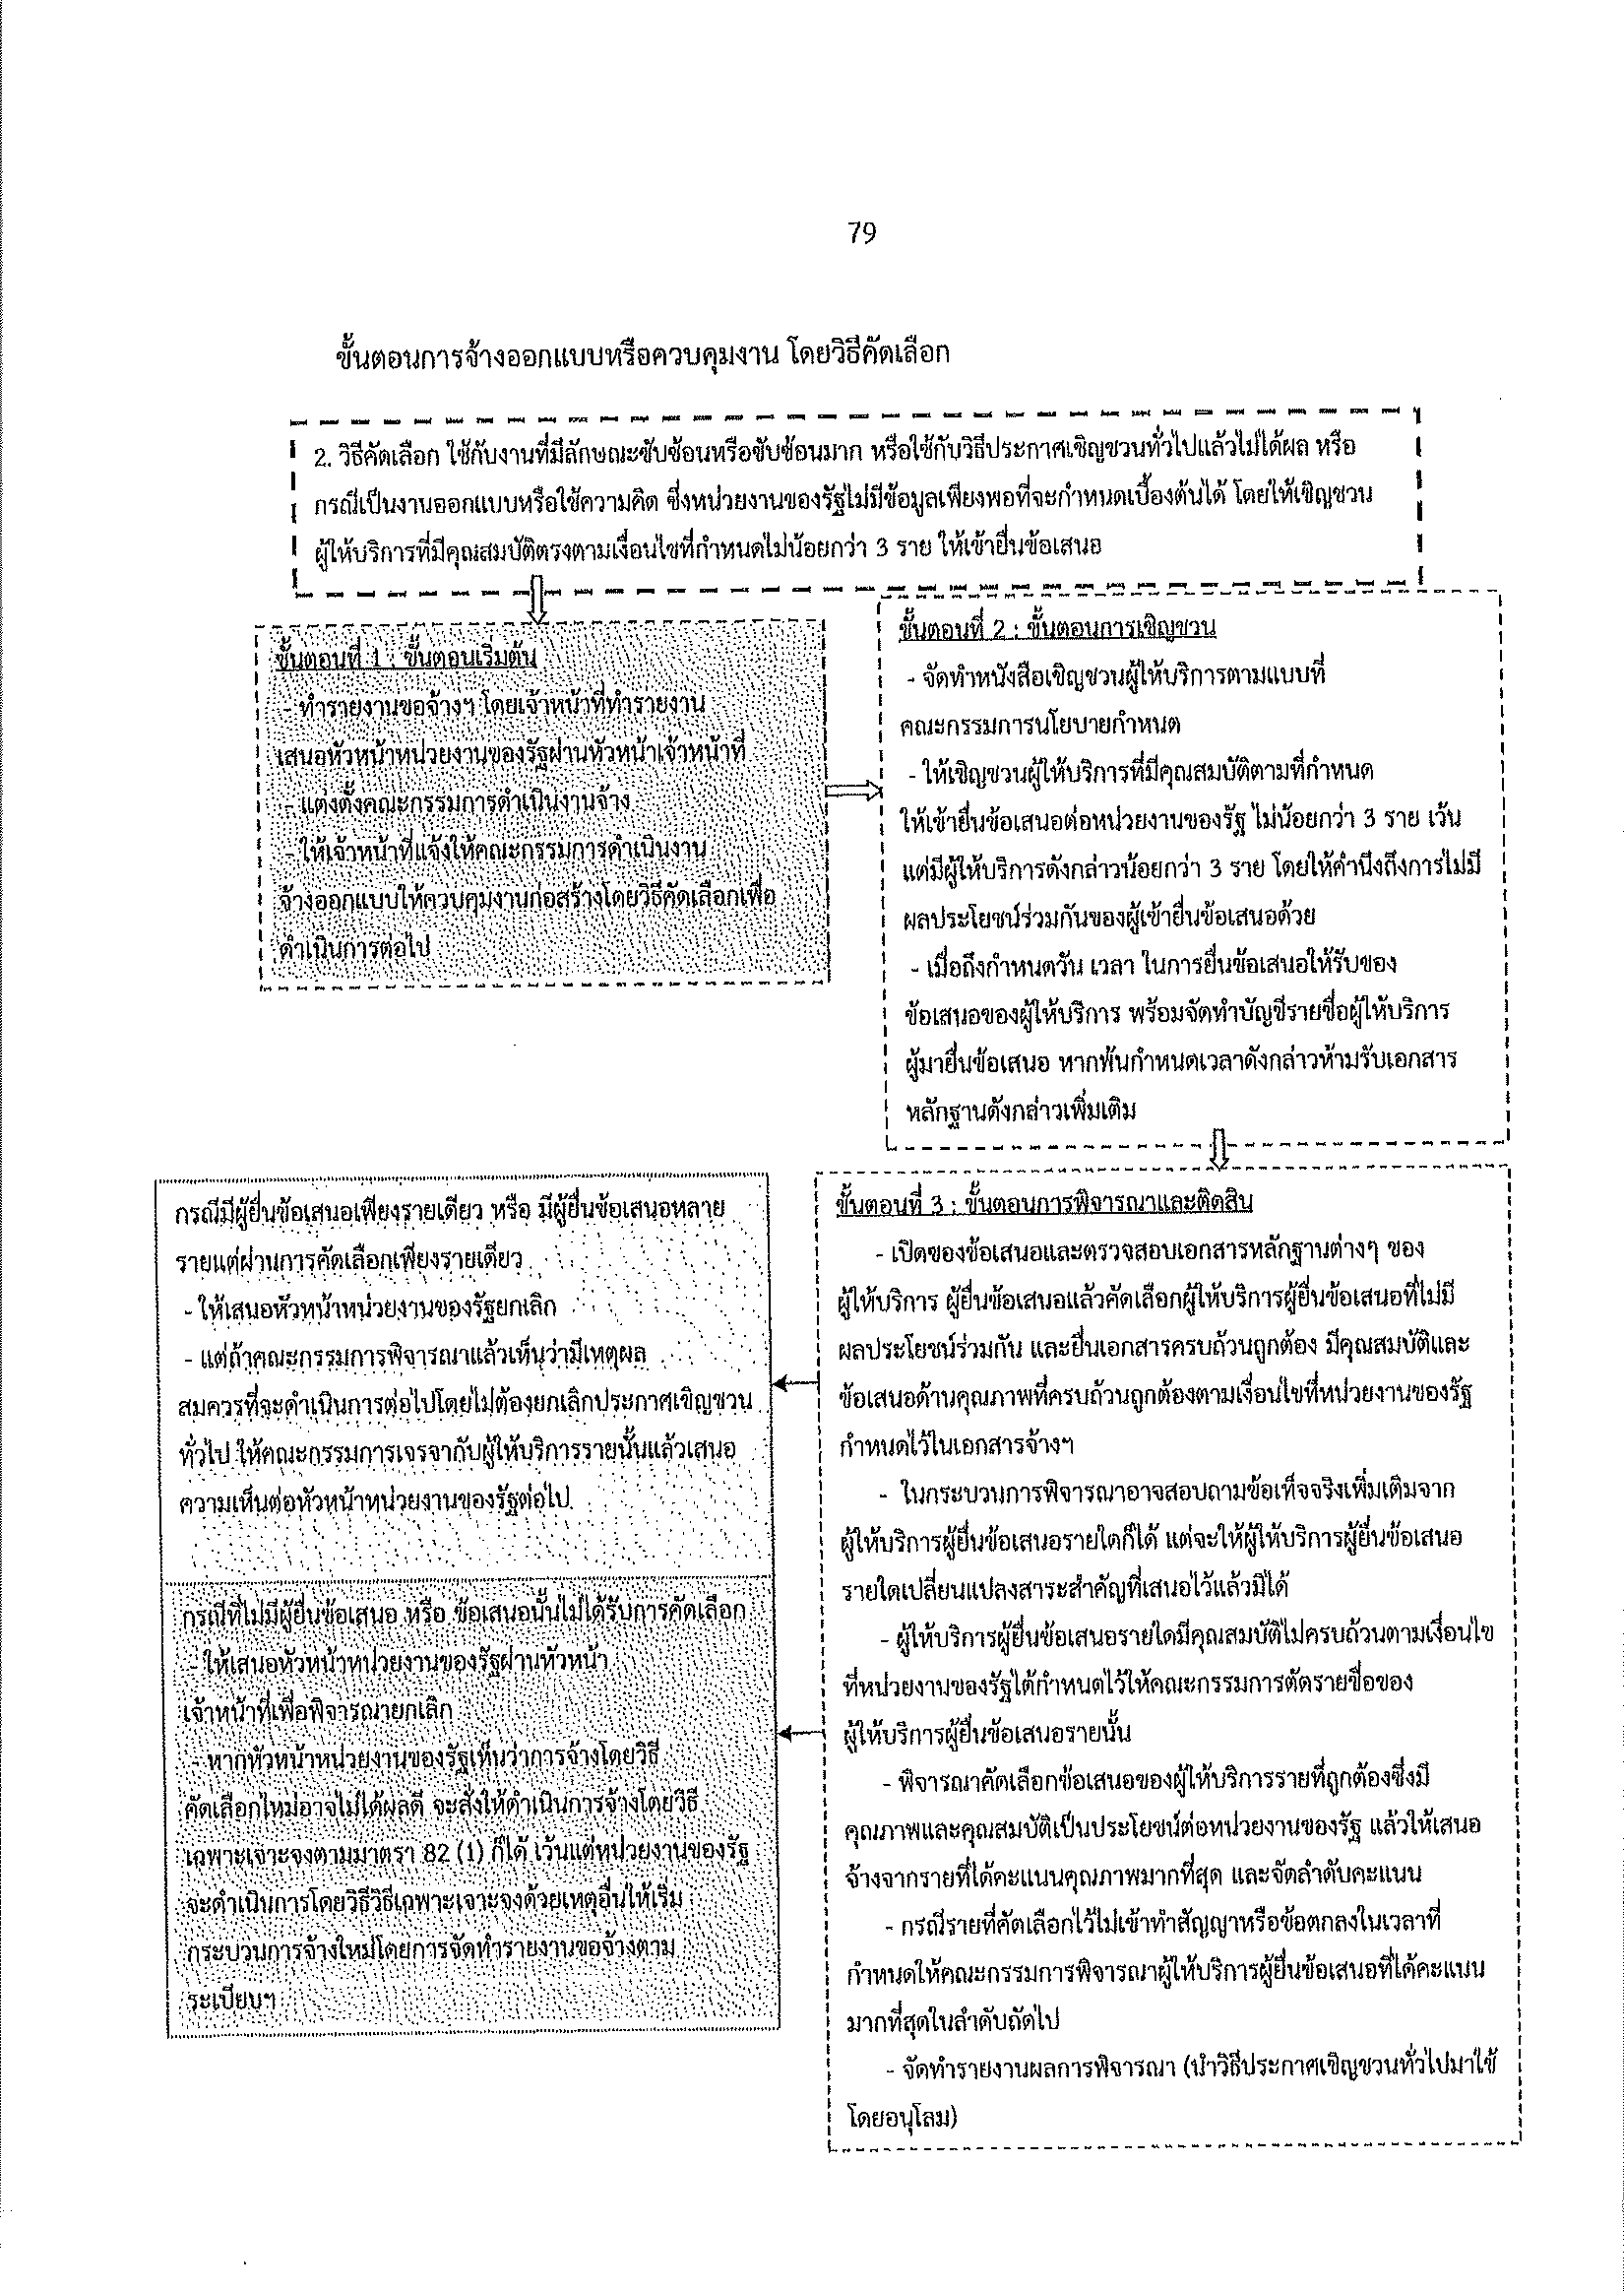 79
ขั้นตอนการจ้างออกแบบหรือควบคุมงาน โดยวิธีคัดเลือก
2. วิธีคัดเลือก ใช้กับงานที่มีลักษณะซับซ้อนหรือซับซ้อนมาก หรือใช้กับวิธีประกาศเชิญชวนทั่วไปแล้วไม่ได้ผล หรือ
กรณีเป็นงานออกแบบหรือใช้ความคิด ซึ่งหน่วยงานของรัฐไม่มีข้อมูลเพียงพอที่จะกำหนดเบื้องต้นได้ โดยให้เชิญชวน
ผู้ให้บริการที่มีคุณสมบัติตรงตามเงื่อนไขที่กำหนดไม่น้อยกว่า 3 ราย ให้เข้ายื่นข้อเสนอ
ขั้นตอนที่ 1 : ขั้นตอนเริ่มต้น
- ทำรายงานขอจ้างฯ โดยเจ้าหน้าที่ทำรายงาน
เสนอหัวหน้าหน่วยงานของรัฐผ่านหัวหน้าเจ้าหน้าที่
- แต่งตั้งคณะกรรมการดำเนินงานจ้าง
- ให้เจ้าหน้าที่แจ้งให้คณะกรรมการดำเนินงาน
จ้างออกแบบให้ควบคุมงานก่อสร้างโดยวิธีคัดเลือกเพื่อ
ดำเนินการต่อไป
ขั้นตอนที่ 2 : ขั้นตอนการเชิญชวน
- จัดทำหนังสือเชิญชวนผู้ให้บริการตามแบบที่
คณะกรรมการนโยบายกำหนด
- ให้เชิญชวนผู้ให้บริการที่มีคุณสมบัติตามที่กำหนด
ให้เข้ายื่นข้อเสนอต่อหน่วยงานของรัฐ ไม่น้อยกว่า 3 ราย เว้น
แต่มีผู้ให้บริการดังกล่าวน้อยกว่า 3 ราย โดยให้คำนึงถึงการไม่มี
ผลประโยชน์ร่วมกันของผู้เข้ายื่นข้อเสนอด้วย
- เมื่อถึงกำหนดวัน เวลา ในการยื่นข้อเสนอให้รับซอง
ข้อเสนอของผู้ให้บริการ พร้อมจัดทำบัญชีรายชื่อผู้ให้บริการ
ผู้มายื่นข้อเสนอ หากพ้นกำหนดเวลาดังกล่าวห้ามรับเอกสาร
หลักฐานดังกล่าวเพิ่มเติม
กรณีมีผู้ยื่นข้อเสนอเพียงรายเดียว หรือ มีผู้ยื่นข้อเสนอหลาย
รายแต่ผ่านการคัดเลือกเพียงรายเดียว
- ให้เสนอหัวหน้าหน่วยงานของรัฐยกเลิก
- แต่ถ้าคณะกรรมการพิจารณาแล้วเห็นว่ามีเหตุผล
สมควรที่จะดำเนินการต่อไปโดยไม่ต้องยกเลิกประกาศเชิญชวน
ทั่วไป ให้คณะกรรมการเจรจากับผู้ให้บริการรายนั้นแล้วเสนอ
ความเห็นต่อหัวหน้าหน่วยงานของรัฐต่อไป
กรณีที่ไม่มีผู้ยื่นข้อเสนอ หรือ ข้อเสนอนั้นไม่ได้รับการคัดเลือก
- ให้เสนอหัวหน้าหน่วยงานของรัฐผ่านหัวหน้า
เจ้าหน้าที่เพื่อพิจารณายกเลิก
- หากหัวหน้าหน่วยงานของรัฐเห็นว่าการจ้างโดยวิธี
คัดเลือกใหม่อาจไม่ได้ผลดี จะสั่งให้ดำเนินการจ้างโดยวิธี
เฉพาะเจาะจงตามมาตรา 82 (1) ก็ได้ เว้นแต่หน่วยงานของรัฐ
จะดำเนินการโดยวิธีวิธีเฉพาะเจาะจงด้วยเหตุอื่นให้เริ่ม
กระบวนการจ้างใหม่โดยการจัดทำรายงานขอจ้างตาม
ระเบียบฯ
ขั้นตอนที่ 3 : ขั้นตอนการพิจารณาและตัดสิน
- เปิดซองข้อเสนอและตรวจสอบเอกสารหลักฐานต่างๆ ของ
ผู้ให้บริการ ผู้ยื่นข้อเสนอแล้วคัดเลือกผู้ให้บริการผู้ยื่นข้อเสนอที่ไม่มี
ผลประโยชน์ร่วมกัน และยื่นเอกสารครบถ้วนถูกต้อง มีคุณสมบัติและ
ข้อเสนอด้านคุณภาพที่ครบถ้วนถูกต้องตามเงื่อนไขที่หน่วยงานของรัฐ
กำหนดไว้ในเอกสารจ้างฯ
- ในกระบวนการพิจารณาอาจสอบถามข้อเท็จจริงเพิ่มเติมจาก
ผู้ให้บริการผู้ยื่นข้อเสนอรายใดก็ได้ แต่จะให้ผู้ให้บริการผู้ยื่นข้อเสนอ
รายใดเปลี่ยนแปลงสาระสำคัญที่เสนอไว้แล้วมิได้
- ผู้ให้บริการผู้ยื่นข้อเสนอรายใดมีคุณสมบัติไม่ครบถ้วนตามเงื่อนไข
ที่หน่วยงานของรัฐได้กำหนดไว้ให้คณะกรรมการตัดรายชื่อของ
ผู้ให้บริการผู้ยื่นข้อเสนอรายนั้น
- พิจารณาคัดเลือกข้อเสนอของผู้ให้บริการรายที่ถูกต้องซึ่งมี
คุณภาพและคุณสมบัติเป็นประโยชน์ต่อหน่วยงานของรัฐ แล้วให้เสนอ
จ้างจากรายที่ได้คะแนนคุณภาพมากที่สุด และจัดลำดับคะแนน
- กรณีรายที่คัดเลือกไว้ไม่เข้าทำสัญญาหรือข้อตกลงในเวลาที่
กำหนดให้คณะกรรมการพิจารณาผู้ให้บริการผู้ยื่นข้อเสนอที่ได้คะแนน
มากที่สุดในลำดับถัดไป
- จัดทำรายงานผลการพิจารณา (นำวิธีประกาศเชิญชวนทั่วไปมาใช้
โดยอนุโลม)